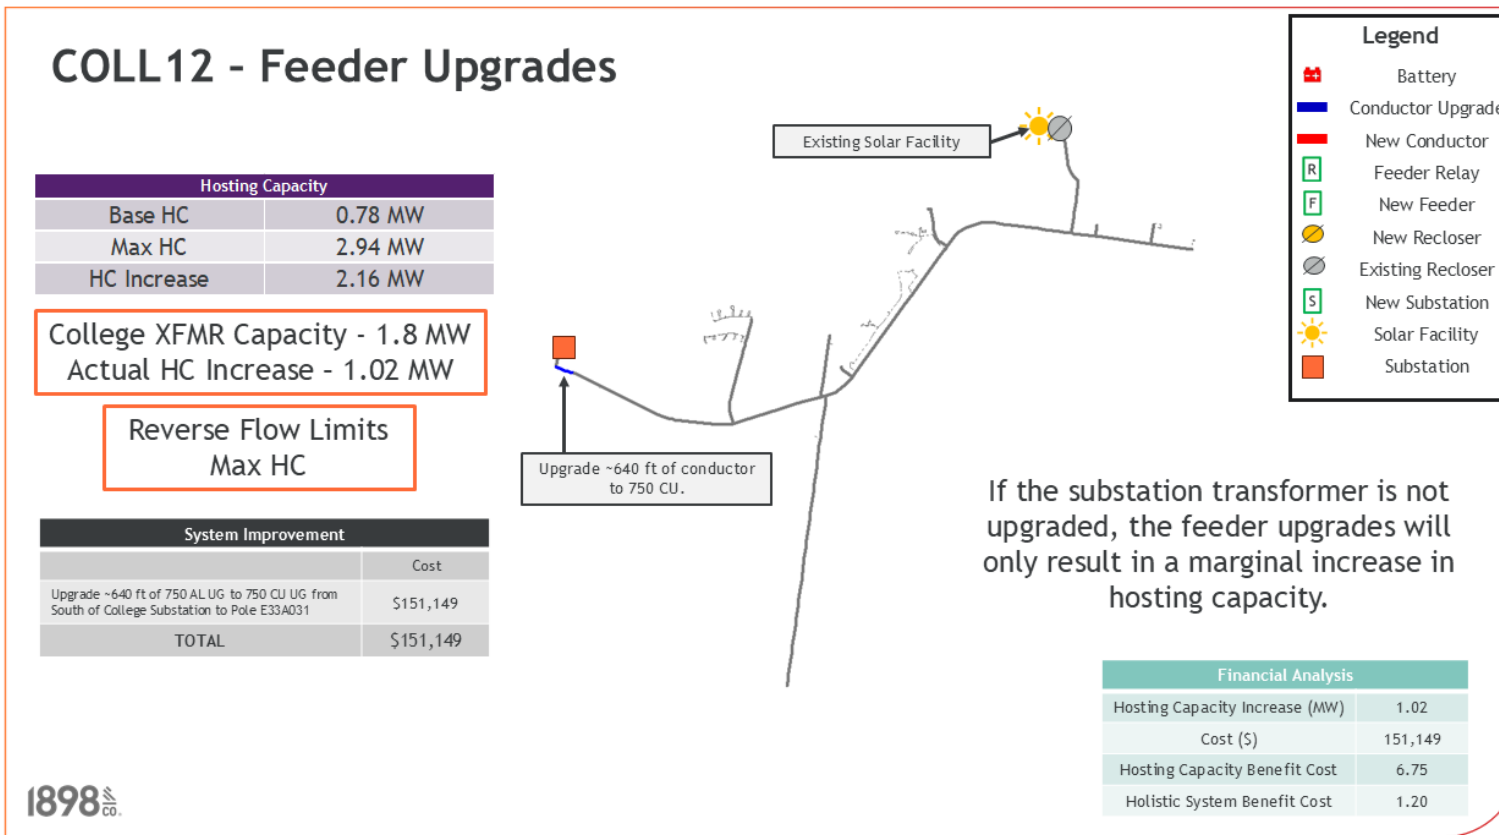 COLL12 - Feeder Upgrades
Legend
Battery
Conductor Upgrade
New Conductor
R Feeder Relay
F New Feeder
New Recloser
Existing Recloser
S New Substation
Solar Facility
Substation
Existing Solar Facility
Hosting Capacity
Base HC 0.78 MW
Max HC 2.94 MW
HC Increase 2.16 MW
College XFMR Capacity - 1.8 MW
Actual HC Increase - 1.02 MW
Reverse Flow Limits
Max HC
Upgrade ~640 ft of conductor
to 750 CU.
If the substation transformer is not
upgraded, the feeder upgrades will
only result in a marginal increase in
hosting capacity.
System Improvement
Cost
Upgrade ~640 ft of 750 AL UG to 750 CU UG from
South of College Substation to Pole E33A031
$151,149
TOTAL $151,149
Financial Analysis
Hosting Capacity Increase (MW) 1.02
Cost ($) 151,149
Hosting Capacity Benefit Cost 6.75
Holistic System Benefit Cost 1.20
1898 & CO.